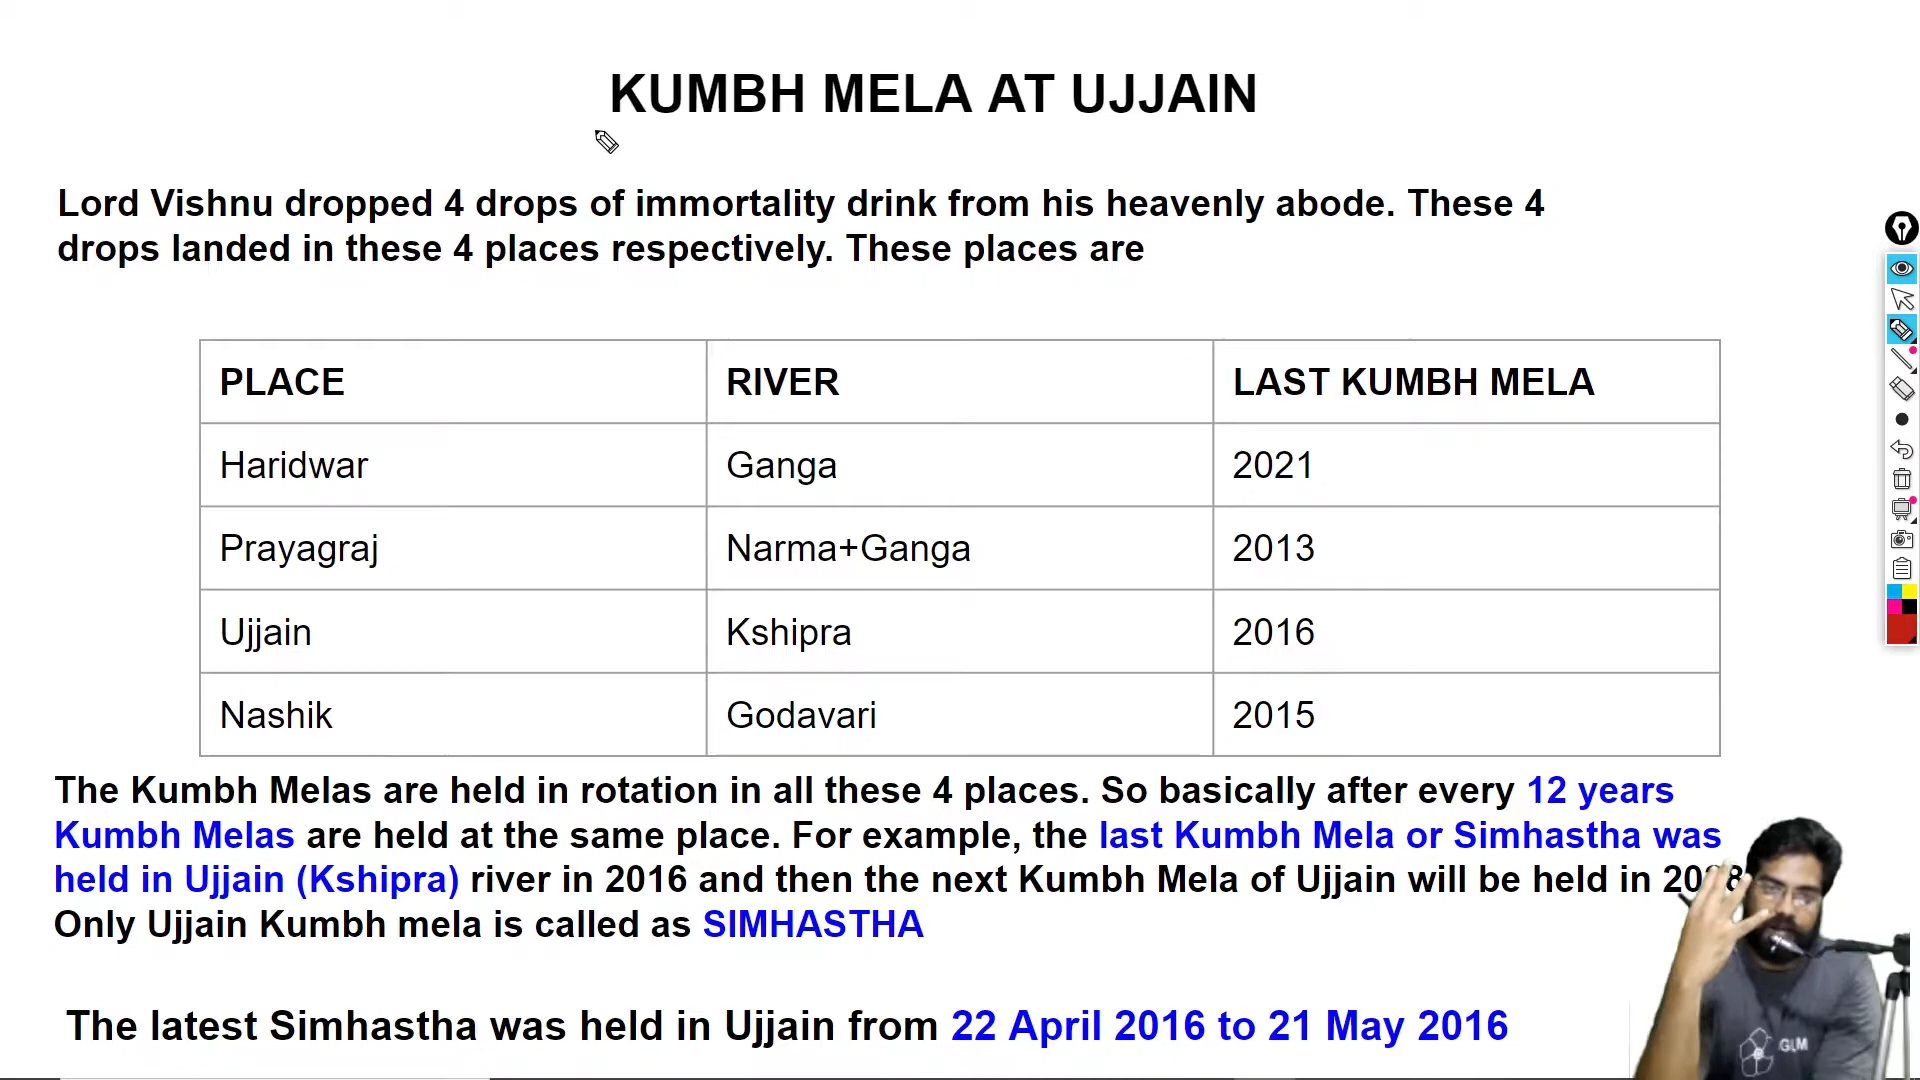 KUMBH MELA AT UJJAIN
Lord Vishnu dropped 4 drops of immortality drink from his heavenly abode. These 4
drops landed in these 4 places respectively. These places are
PLACE RIVER LAST KUMBH MELA
Haridwar Ganga 2021
Prayagraj Narma+Ganga 2013
Ujjain Kshipra 2016
Nashik Godavari 2015
The Kumbh Melas are held in rotation in all these 4 places. So basically after every 12 years
Kumbh Melas are held at the same place. For example, the last Kumbh Mela or Simhastha was
held in Ujjain (Kshipra) river in 2016 and then the next Kumbh Mela of Ujjain will be held in
Only Ujjain Kumbh mela is called as SIMHASTHA
The latest Simhastha was held in Ujjain from 22 April 2016 to 21 May 2016
GLM